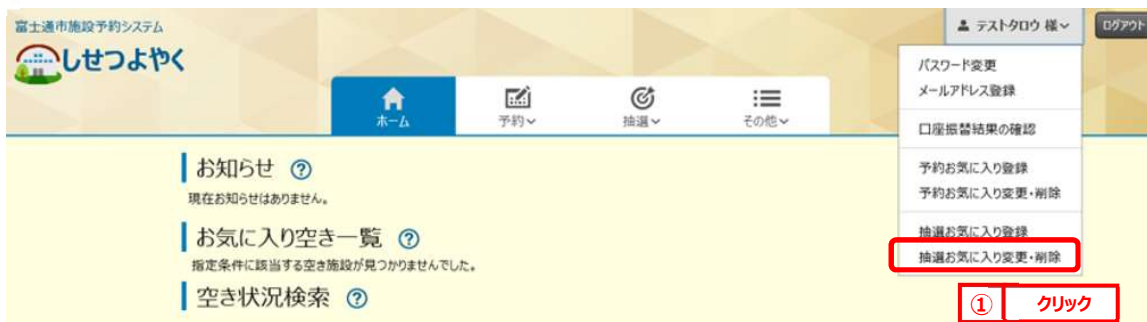 富士通市施設予約システム
しせつよやく
テストタロウ 様
ログアウト
ホーム
予約
抽選
その他
パスワード変更
メールアドレス登録
口座振替結果の確認
予約お気に入り登録
予約お気に入り変更・削除
抽選お気に入り登録
抽選お気に入り変更・削除
① クリック
お知らせ ?
現在お知らせはありません。
お気に入り空き一覧 ?
指定条件に該当する空き施設が見つかりませんでした。
空き状況検索 ?